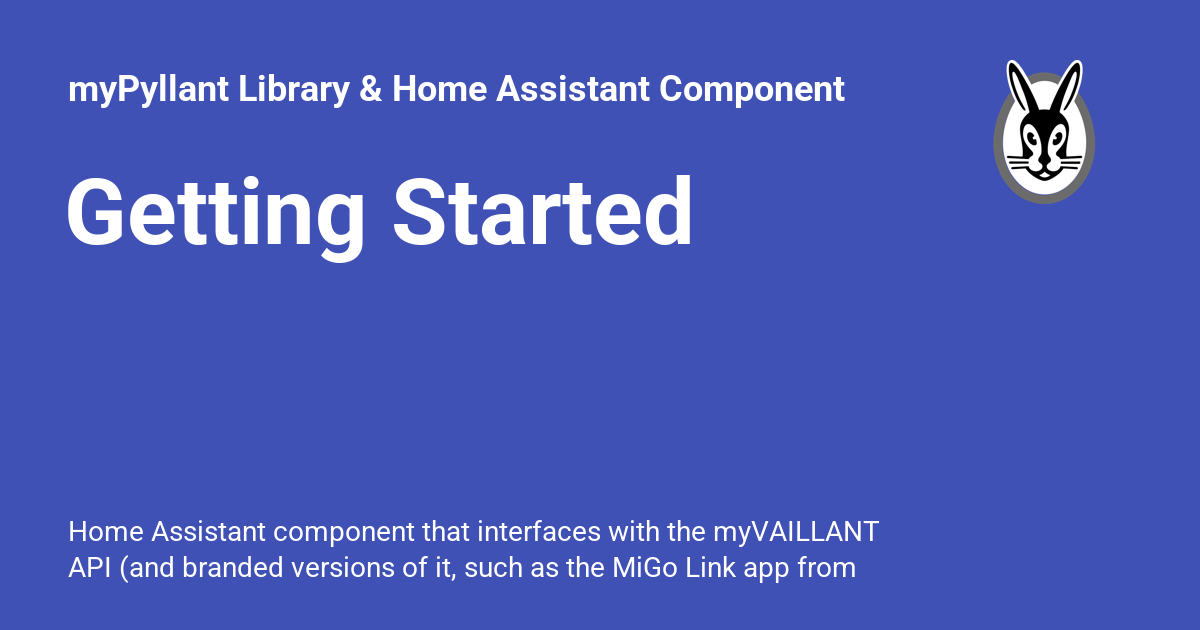 myPyllant Library & Home Assistant Component
Getting Started
Home Assistant component that interfaces with the myVAILLANT
API (and branded versions of it, such as the MiGo Link app from